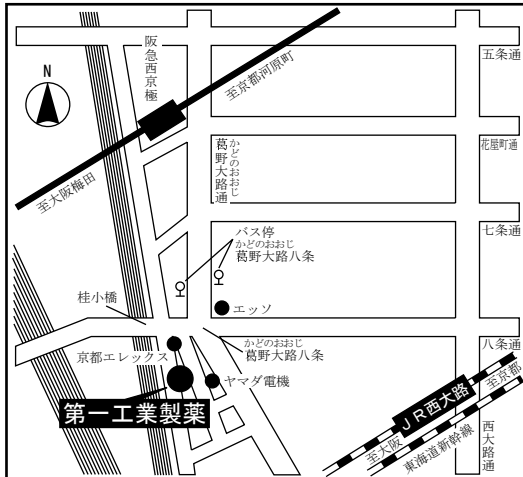 五条通
阪急西京極
至京都河原町
N
花屋町通
かどのおおじ
葛野大路通
至大阪梅田
七条通
バス停
かどのおおじ
葛野大路八条
エッソ
桂小橋
八条通
かどのおおじ
葛野大路八条
京都エレックス
ヤマダ電機
第一工業製薬
JR西大路
至京都
至大阪
東海道新幹線
西大路通